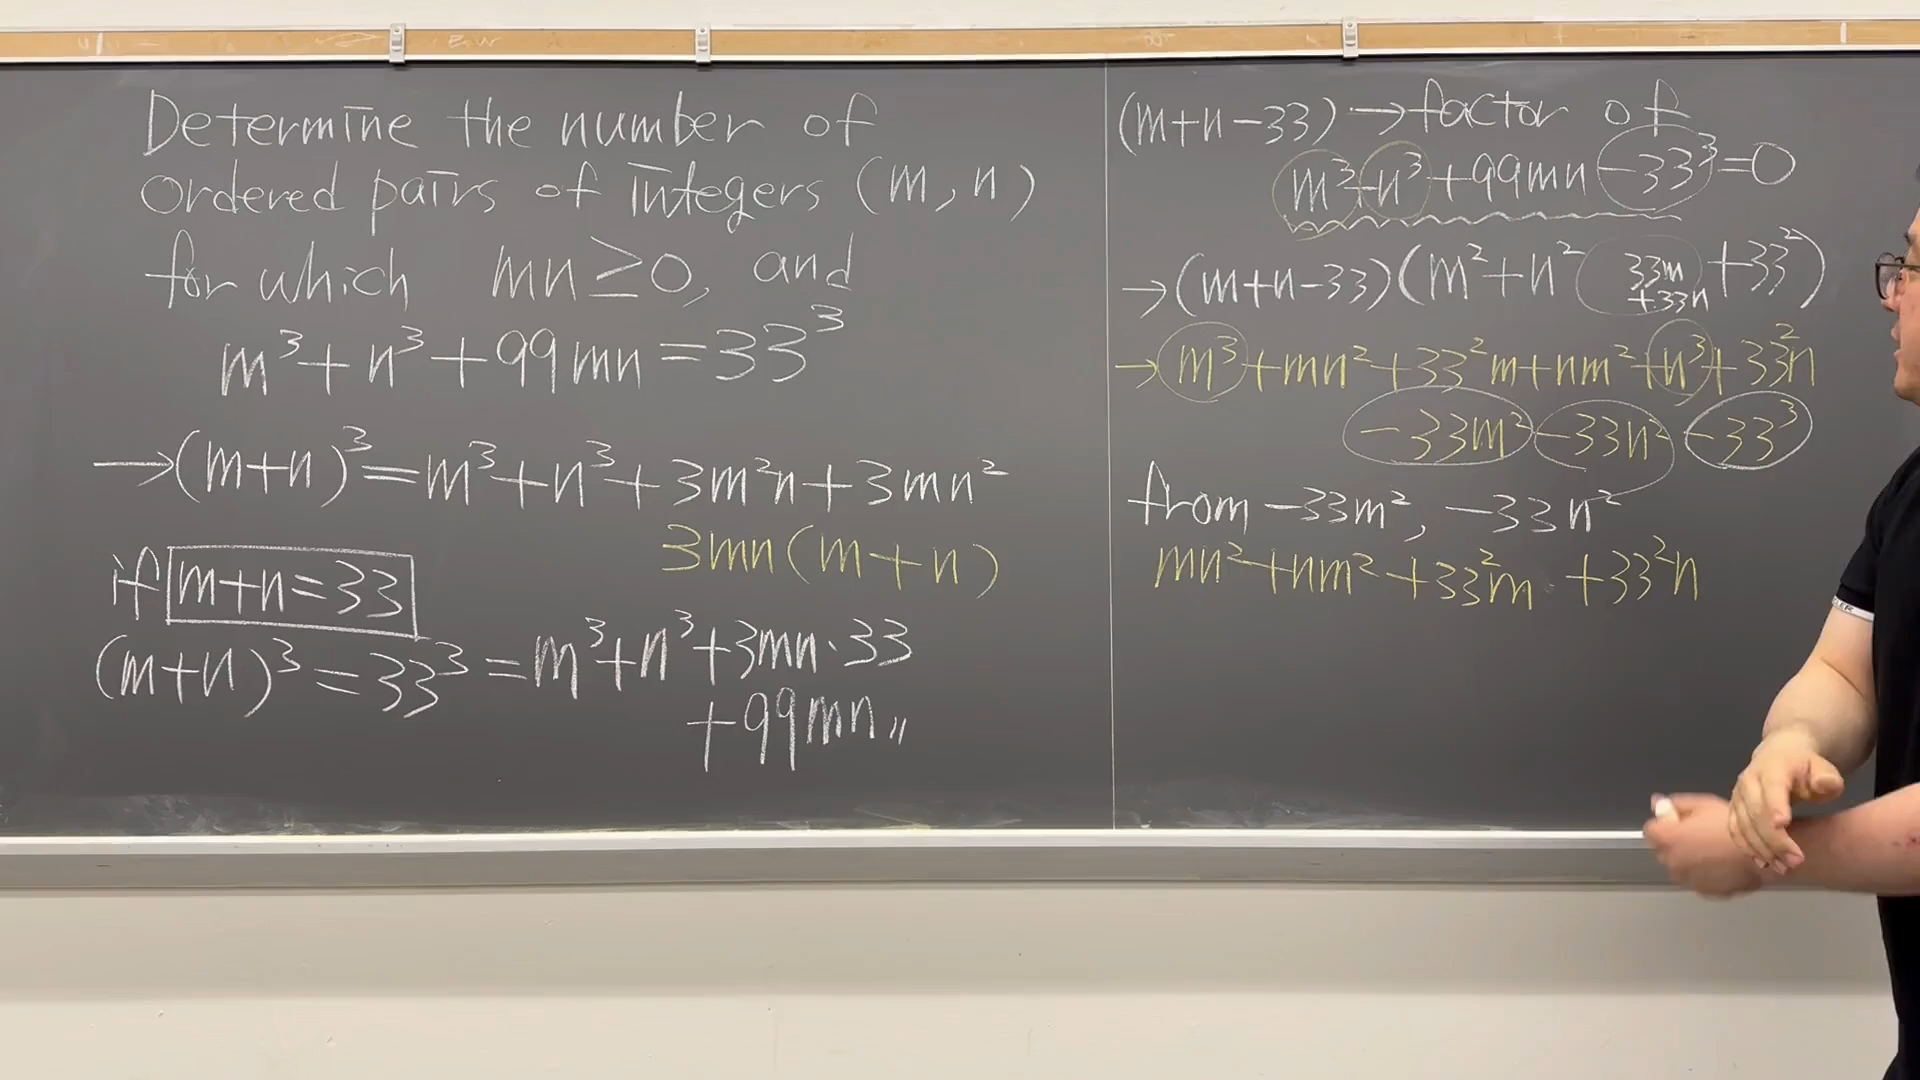 Determine the number of
ordered pairs of integers (m, n)
for which mn ≥ 0, and
m³ + n³ + 99mn = 33³
→ (m+n)³ = m³ + n³ + 3m²n + 3mn²
3mn(m+n)
if m+n=33
(m+n)³ = 33³ = m³+n³+3mn·33
+99mn〃
(m+n-33) → factor of
m³+n³+99mn-33³=0
→ (m+n-33)(m²+n² 33m +33²)
+33n
→ m³+mn²+33²m+nm²+n³+33²n
-33m² -33n² -33³
from -33m², -33n²
mn²+nm²+33²m·+33²n